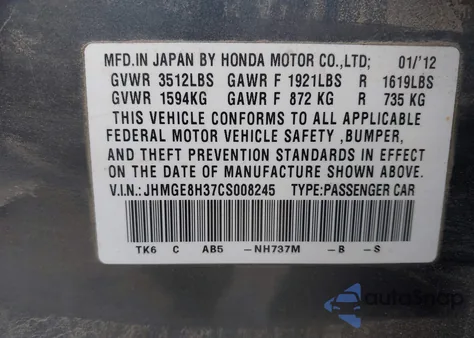 MFD.IN JAPAN BY HONDA MOTOR CO.,LTD; 01/'12
GVWR 3512LBS GAWR F 1921LBS R 1619LBS
GVWR 1594KG GAWR F 872 KG R 735 KG
THIS VEHICLE CONFORMS TO ALL APPLICABLE
FEDERAL MOTOR VEHICLE SAFETY ,BUMPER,
AND THEFT PREVENTION STANDARDS IN EFFECT
ON THE DATE OF MANUFACTURE SHOWN ABOVE.
V.I.N.: JHMGE8H37CS008245 TYPE:PASSENGER CAR
TK6 C AB5 -NH737M -B -S
autoSnap